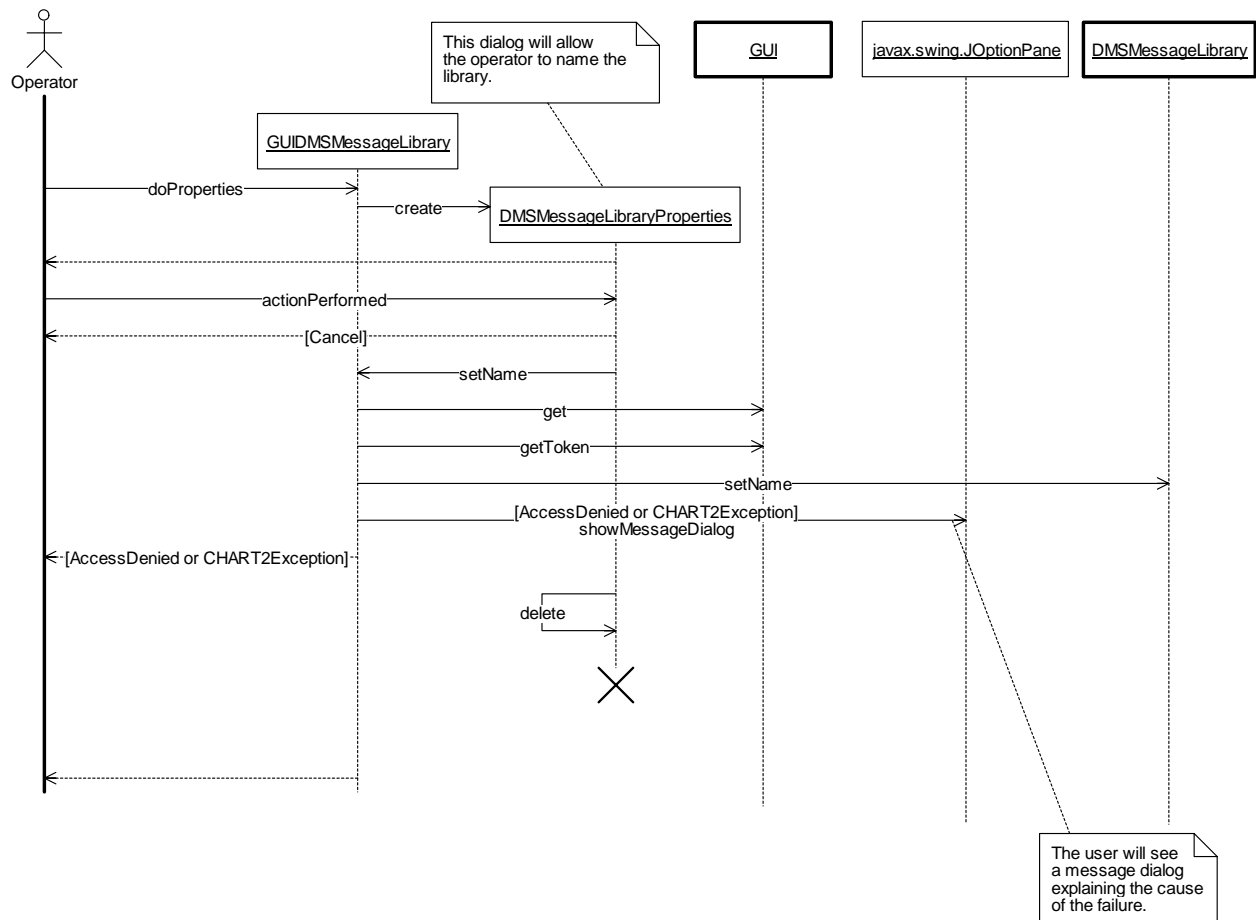 Operator
This dialog will allow
the operator to name the
library.
GUI
javax.swing.JOptionPane
DMSMessageLibrary
GUIDMSMessageLibrary
doProperties
create
DMSMessageLibraryProperties
actionPerformed
[Cancel]
setName
get
getToken
setName
[AccessDenied or CHART2Exception]
showMessageDialog
[AccessDenied or CHART2Exception]
delete
The user will see
a message dialog
explaining the cause
of the failure.